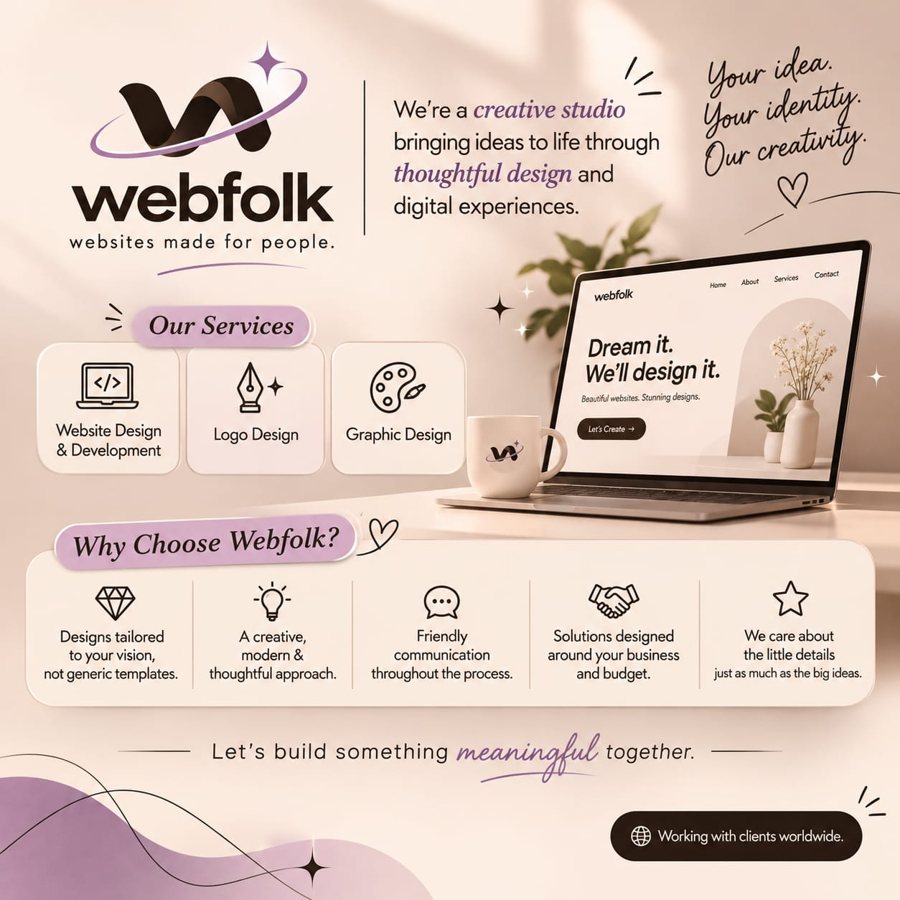 webfolk
websites made for people.
We're a creative studio
bringing ideas to life through
thoughtful design and
digital experiences.
Your idea.
Your identity.
Our creativity.
webfolk
Home
About
Services
Contact
Dream it.
We'll design it.
Beautiful websites. Stunning designs.
Let's Create →
Our Services
</>
Website Design
& Development
Logo Design
Graphic Design
Why Choose Webfolk?
Designs tailored
to your vision,
not generic templates.
A creative,
modern &
thoughtful approach.
Friendly
communication
throughout the process.
Solutions designed
around your business
and budget.
We care about
the little details
just as much as the big ideas.
Let's build something meaningful together.
Working with clients worldwide.